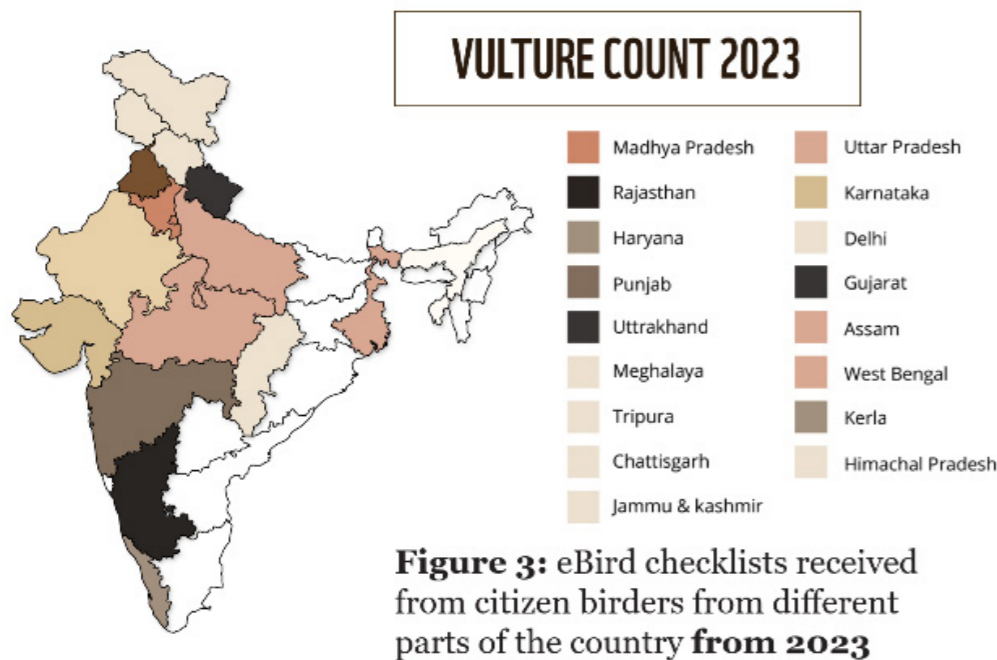 VULTURE COUNT 2023
Madhya Pradesh
Rajasthan
Haryana
Punjab
Uttrakhand
Meghalaya
Tripura
Chattisgarh
Jammu & kashmir
Uttar Pradesh
Karnataka
Delhi
Gujarat
Assam
West Bengal
Kerla
Himachal Pradesh
Figure 3: eBird checklists received
from citizen birders from different
parts of the country from 2023